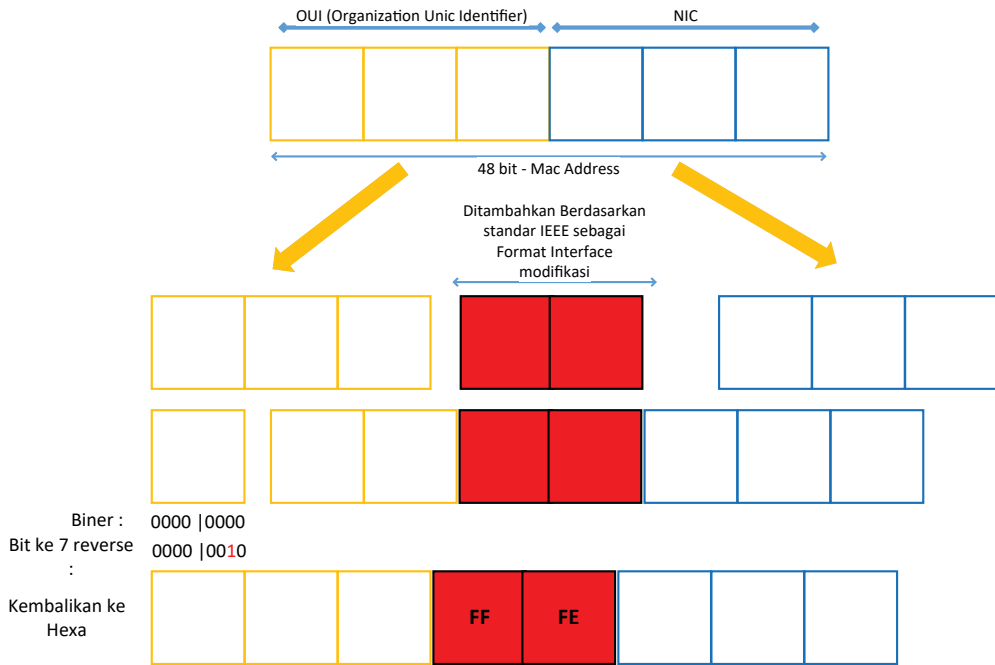 OUI (Organization Unic Identifier)
NIC
48 bit - Mac Address
Ditambahkan Berdasarkan
standar IEEE sebagai
Format Interface
modifikasi
Biner :
0000 |0000
Bit ke 7 reverse
:
0000 |0010
Kembalikan ke
Hexa
FF
FE